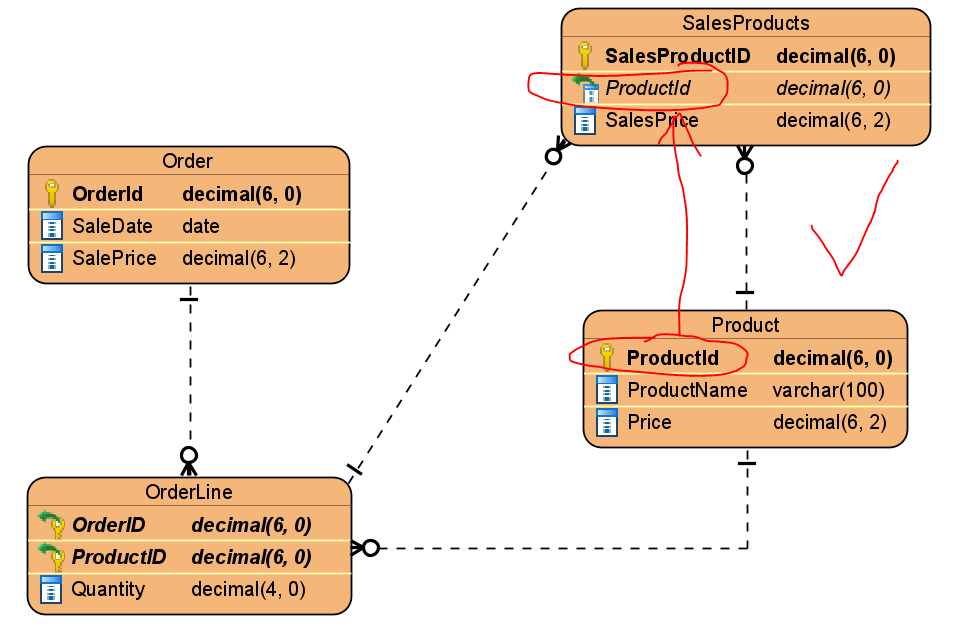 SalesProducts
SalesProductID decimal(6, 0)
ProductId decimal(6, 0)
SalesPrice decimal(6, 2)
Order
OrderId decimal(6, 0)
SaleDate date
SalePrice decimal(6, 2)
Product
ProductId decimal(6, 0)
ProductName varchar(100)
Price decimal(6, 2)
OrderLine
OrderID decimal(6, 0)
ProductID decimal(6, 0)
Quantity decimal(4, 0)